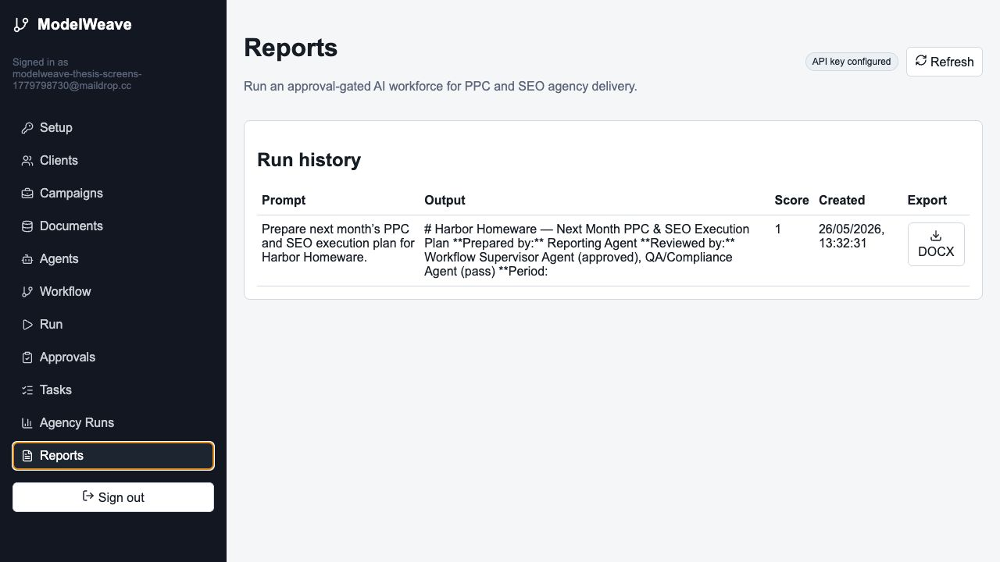 ModelWeave
Signed in as
modelweave-thesis-screens-
1779798730@maildrop.cc
Setup
Clients
Campaigns
Documents
Agents
Workflow
Run
Approvals
Tasks
Agency Runs
Reports
Sign out
Reports
Run an approval-gated AI workforce for PPC and SEO agency delivery.
API key configured
Refresh
Run history
Prompt Output Score Created Export
Prepare next month’s PPC
and SEO execution plan for
Harbor Homeware.
# Harbor Homeware — Next Month PPC & SEO Execution
Plan **Prepared by:** Reporting Agent **Reviewed by:**
Workflow Supervisor Agent (approved), QA/Compliance
Agent (pass) **Period:
1
26/05/2026,
13:32:31
DOCX